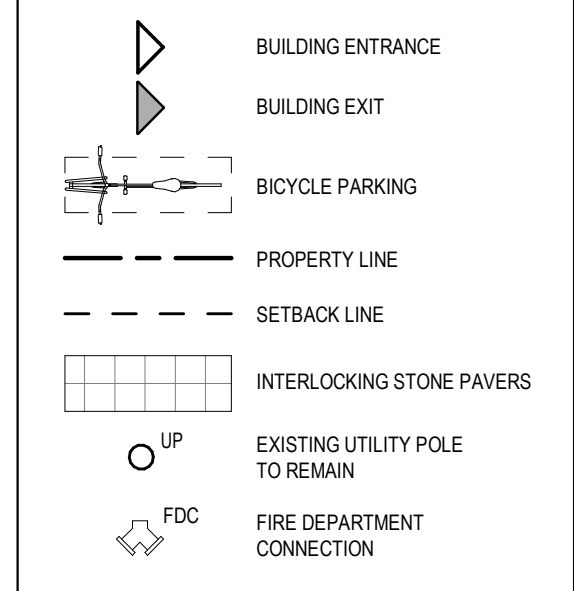 BUILDING ENTRANCE
BUILDING EXIT
BICYCLE PARKING
PROPERTY LINE
SETBACK LINE
INTERLOCKING STONE PAVERS
UP
EXISTING UTILITY POLE
TO REMAIN
FDC
FIRE DEPARTMENT
CONNECTION